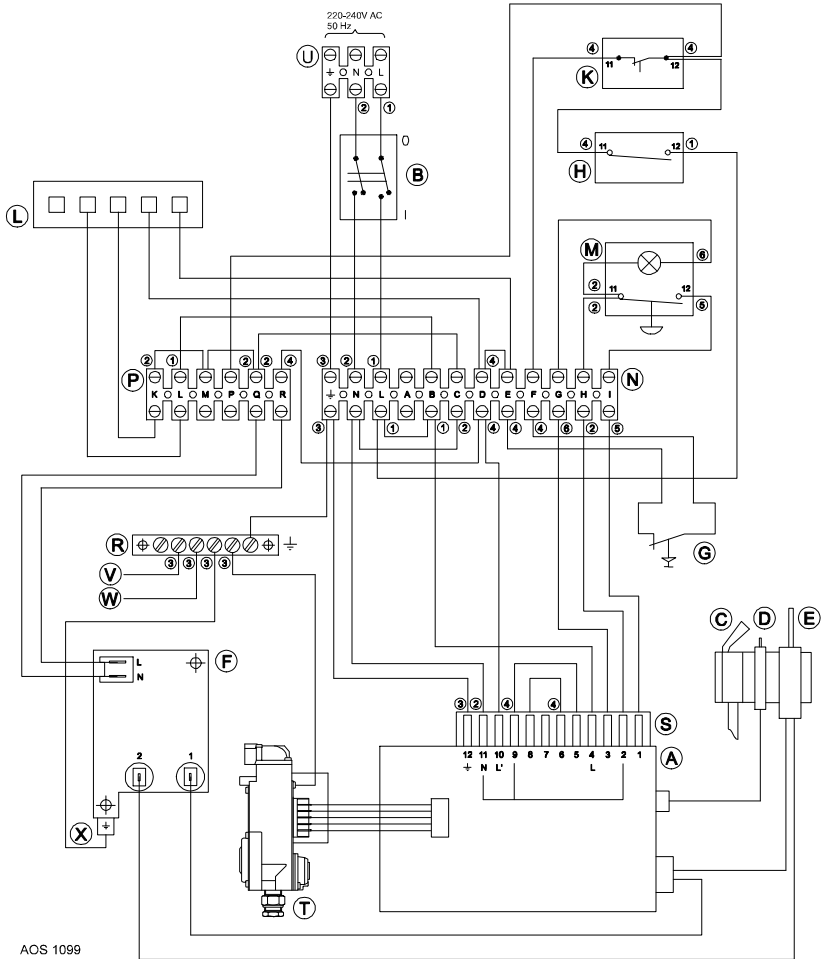 220-240V AC
50 Hz
U
N L
2 1
0
B
I
4 4
11 12
K
4 1
11 12
H
L
M
6
2 11 12
2 5
2 1 2 2 4 3 2 1 4
P K L M P Q R N L A B C D E F G H I N
3 1 1 2 4 4 4 6 2 5
R
3 3 3 3
V
W
G
C D E
L
N
F
2 1
X
3 2 4 4
S
12 11 10 9 8 7 6 5 4 3 2 1
N L' L
A
T
AOS 1099